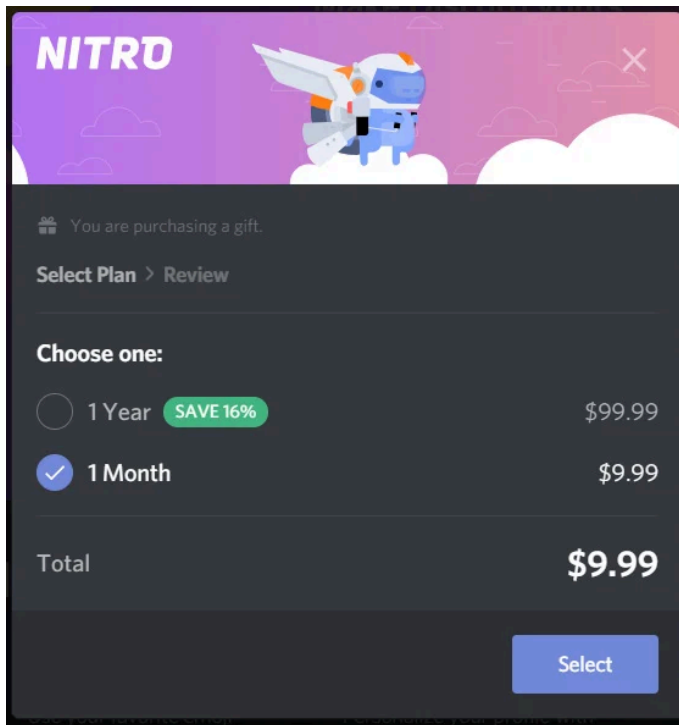 NITRO
You are purchasing a gift.
Select Plan > Review
Choose one:
1 Year SAVE 16% $99.99
1 Month $9.99
Total $9.99
Select